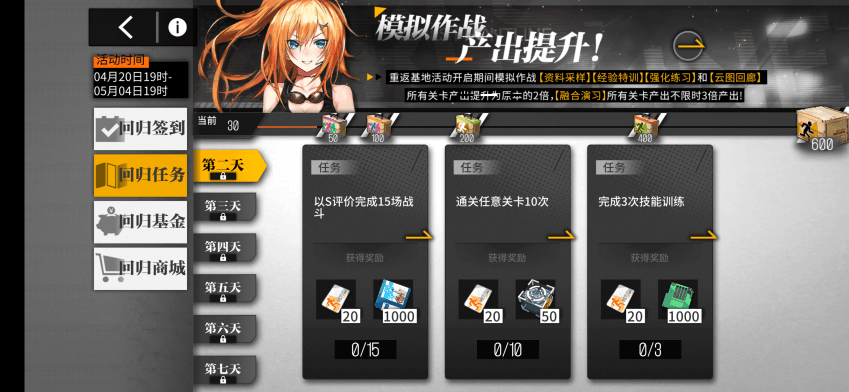 模拟作战
产出提升!
活动时间
04月20日19时-
05月04日19时
重返基地活动开启期间模拟作战【资料采样】【经验特训】【强化练习】和【云图回廊】
所有关卡产出提升为原本的2倍,【融合演习】所有关卡产出不限时3倍产出!
当前 30
50
100
200
400
600
回归签到
回归任务
回归基金
回归商城
第二天
第三天
第四天
第五天
第六天
第七天
任务
以S评价完成15场战
斗
获得奖励
20
1000
0/15
任务
通关任意关卡10次
获得奖励
20
50
0/10
任务
完成3次技能训练
获得奖励
20
1000
0/3